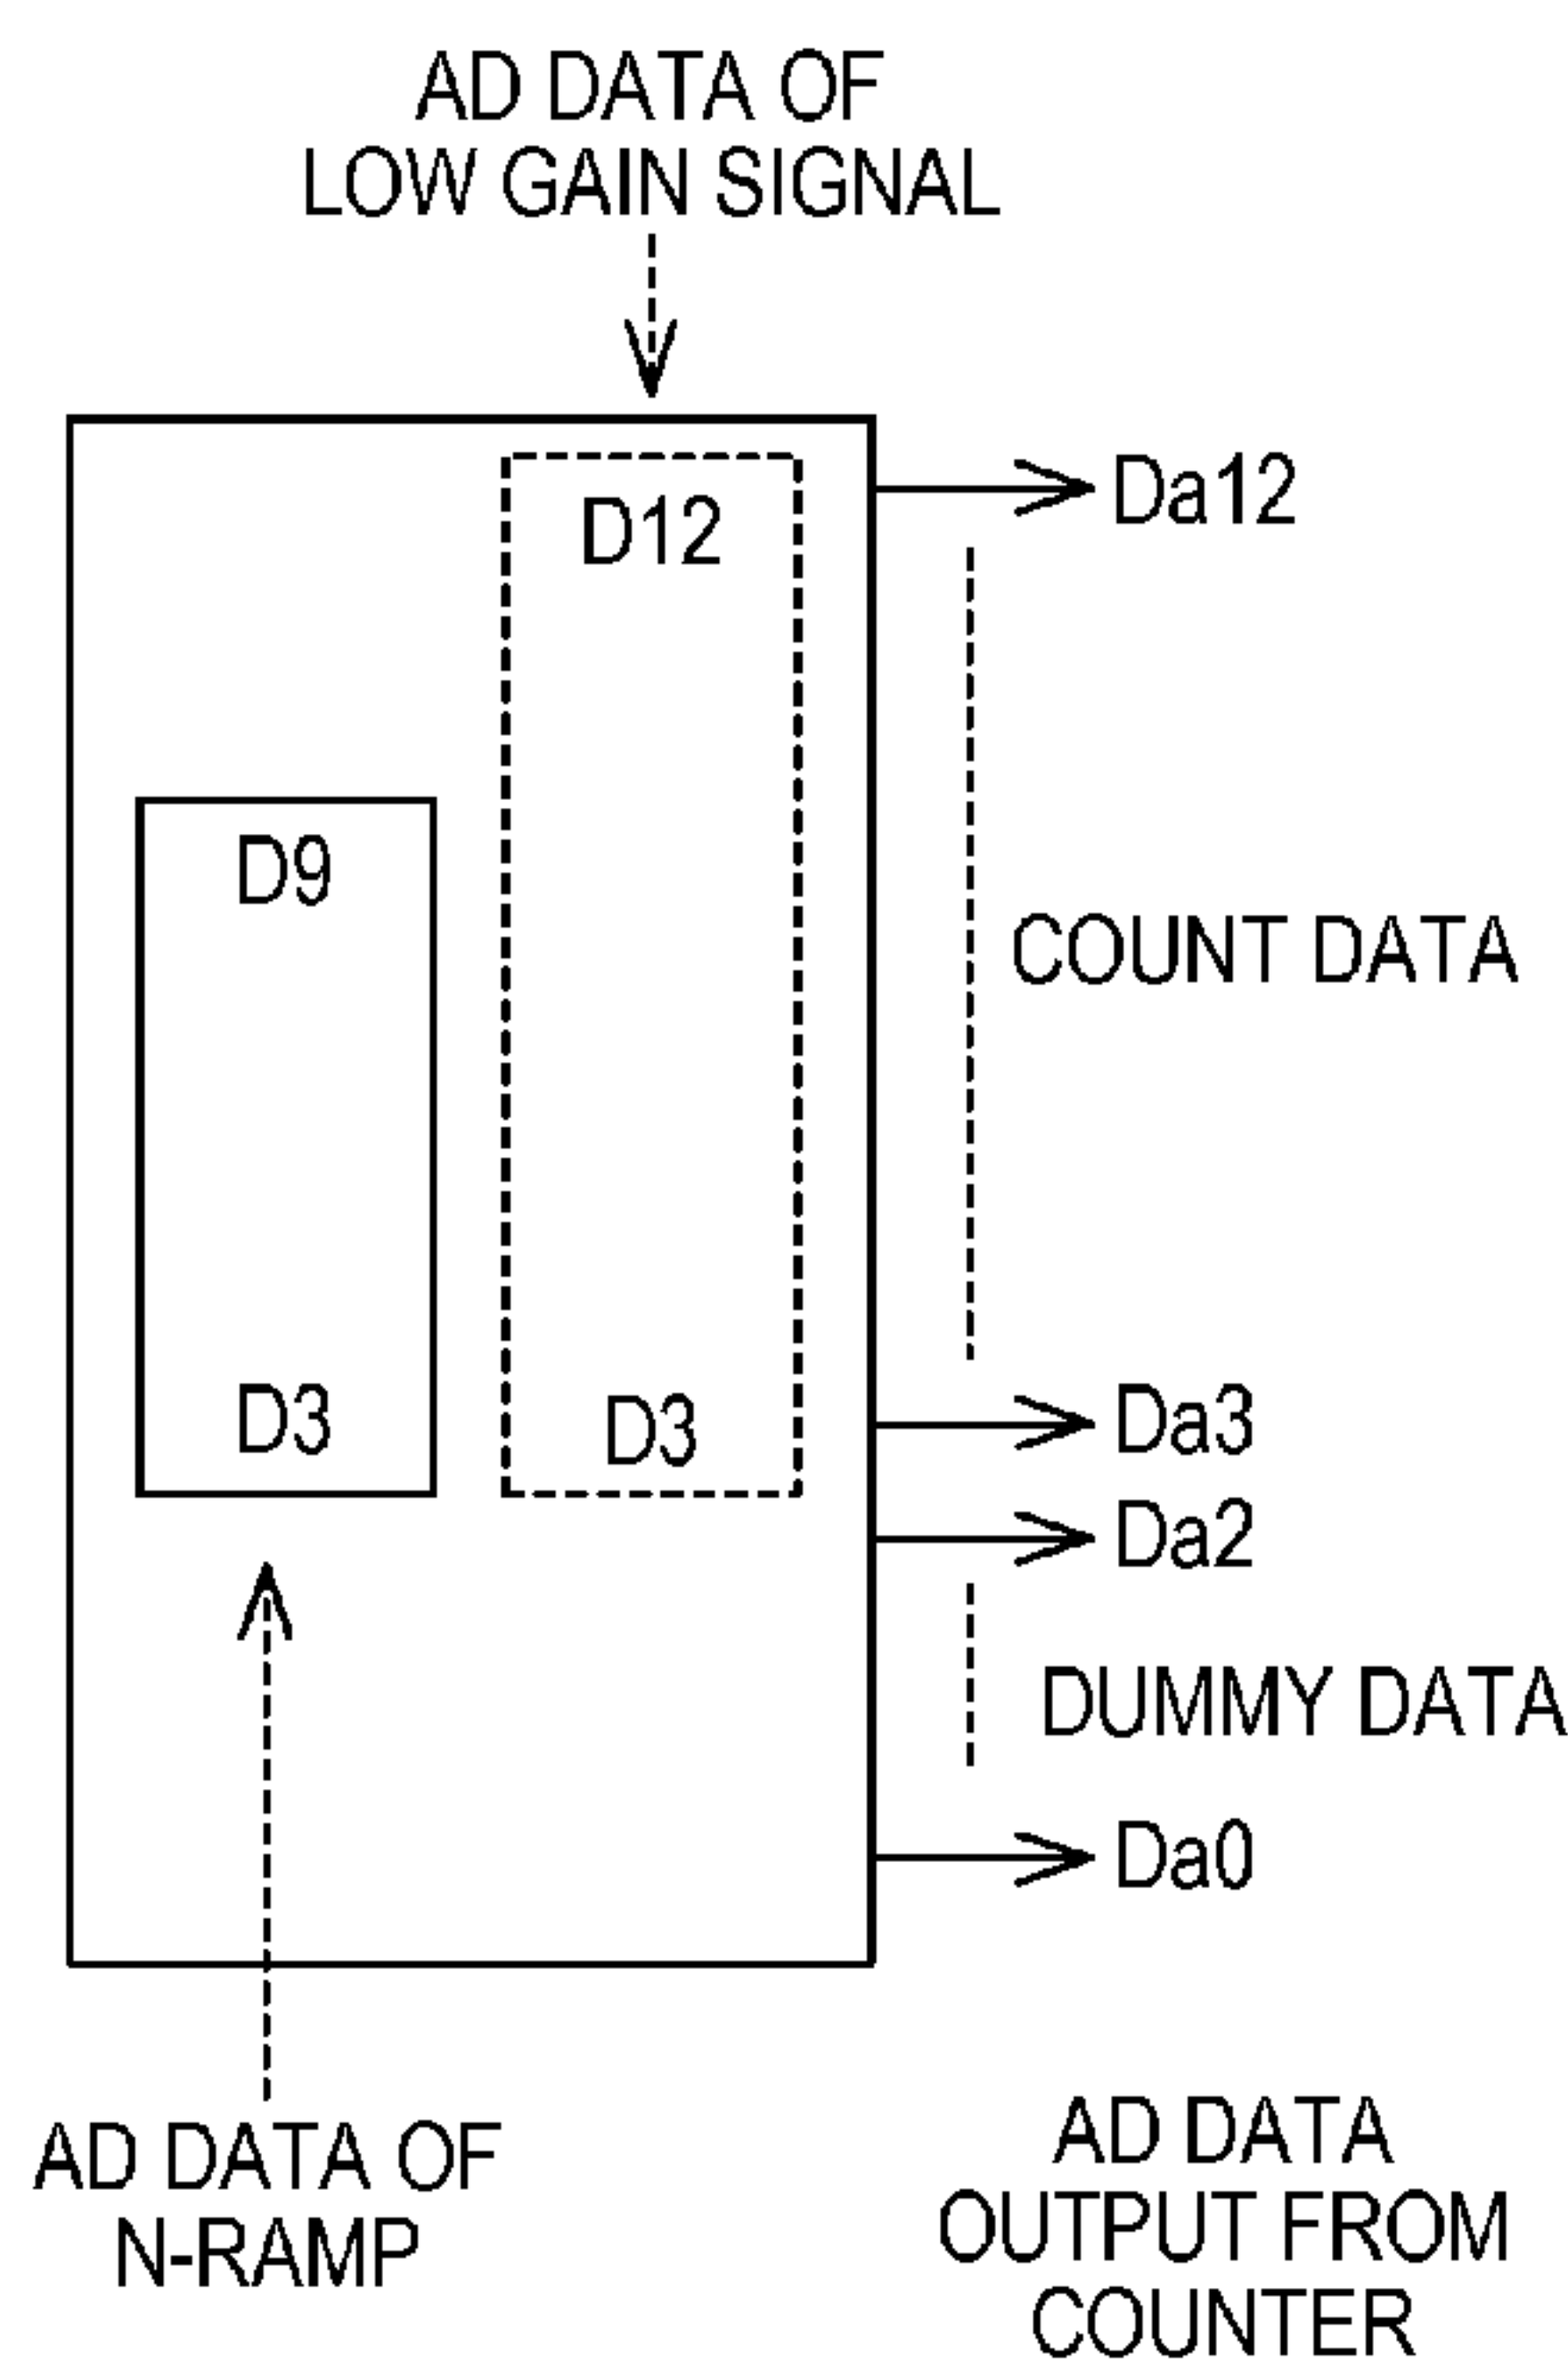 AD DATA OF
LOW GAIN SIGNAL
D12
Da12
D9
COUNT DATA
D3
D3
Da3
Da2
DUMMY DATA
Da0
AD DATA OF
N-RAMP
AD DATA
OUTPUT FROM
COUNTER